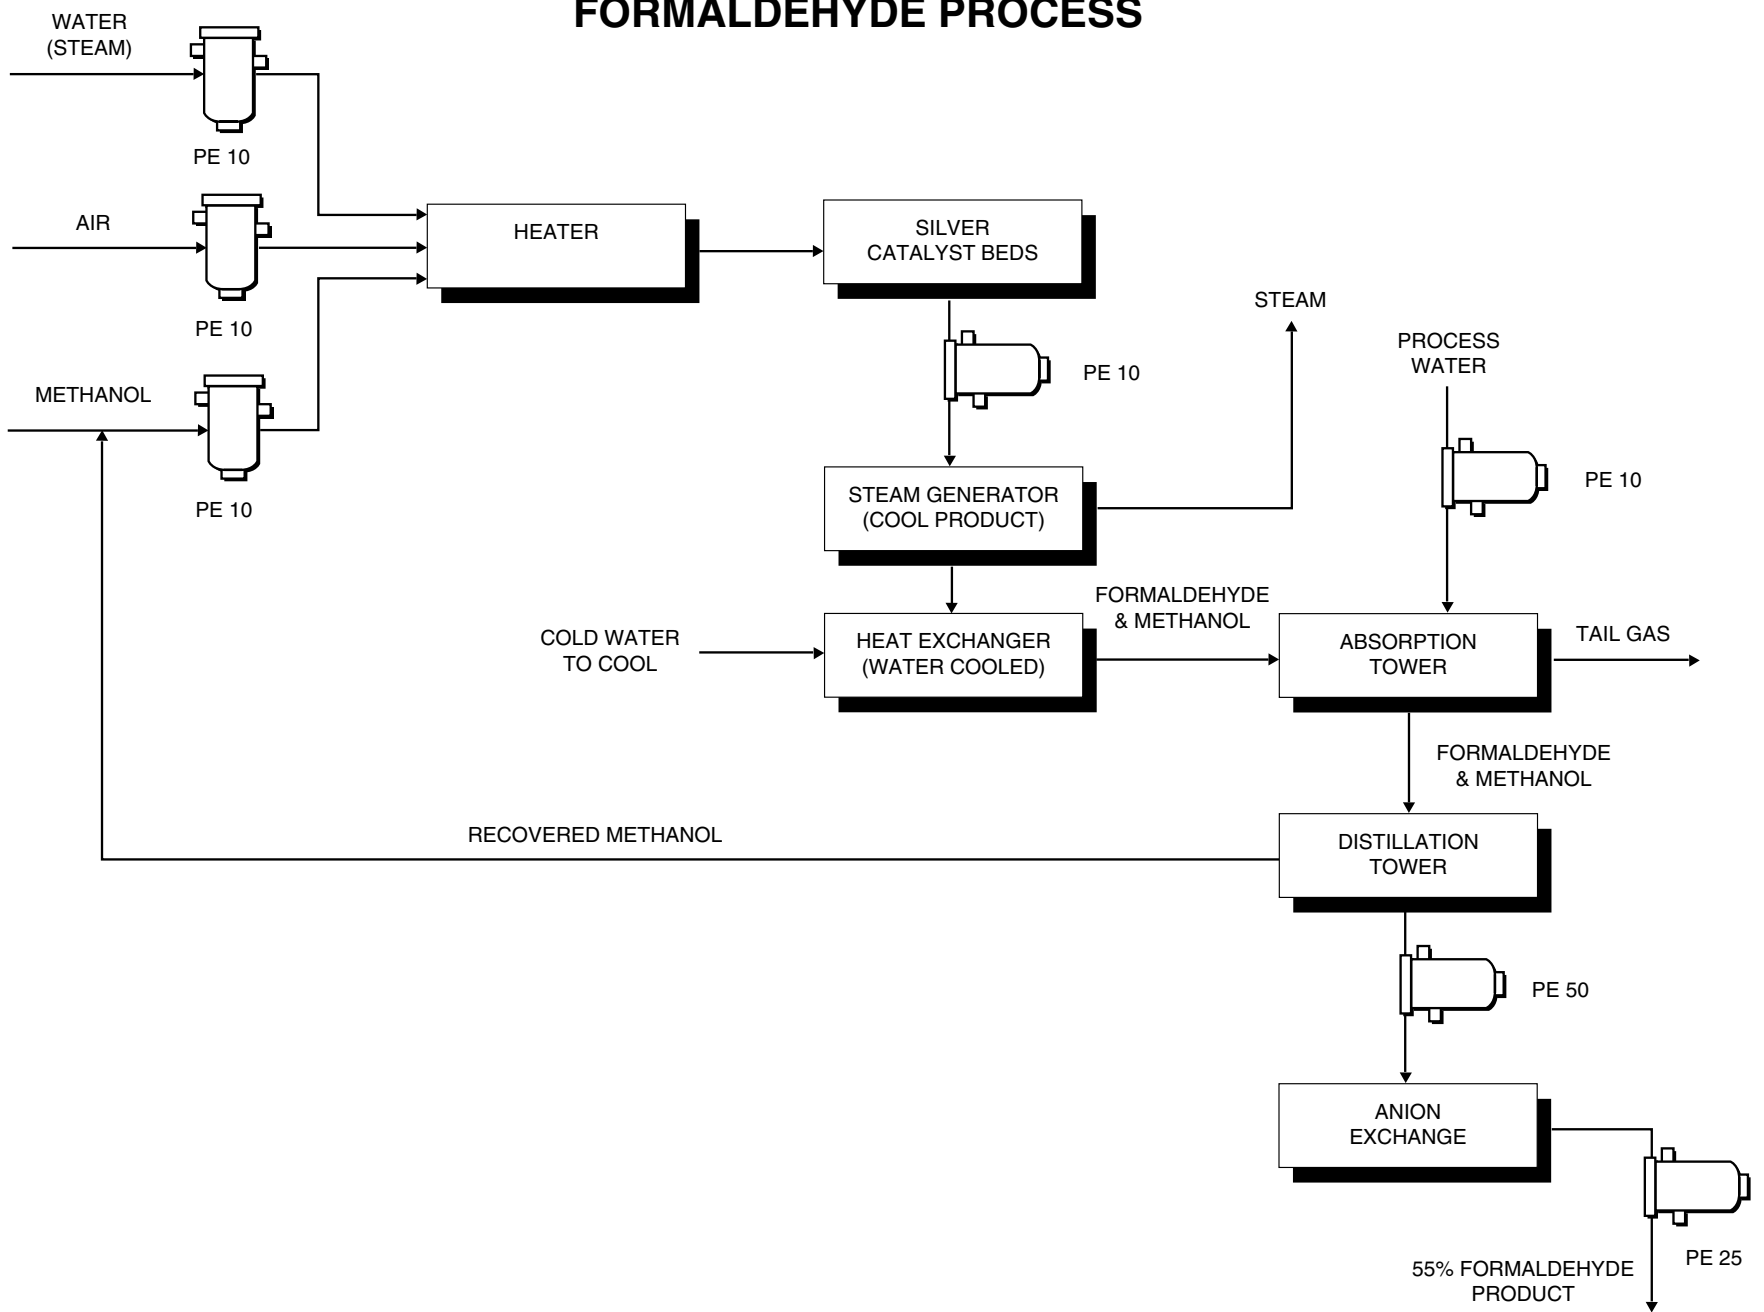 FORMALDEHYDE PROCESS
WATER
(STEAM)
PE 10
AIR
PE 10
METHANOL
PE 10
HEATER
SILVER
CATALYST BEDS
PE 10
STEAM
PROCESS
WATER
PE 10
STEAM GENERATOR
(COOL PRODUCT)
COLD WATER
TO COOL
HEAT EXCHANGER
(WATER COOLED)
FORMALDEHYDE
& METHANOL
ABSORPTION
TOWER
TAIL GAS
FORMALDEHYDE
& METHANOL
RECOVERED METHANOL
DISTILLATION
TOWER
PE 50
ANION
EXCHANGE
PE 25
55% FORMALDEHYDE
PRODUCT